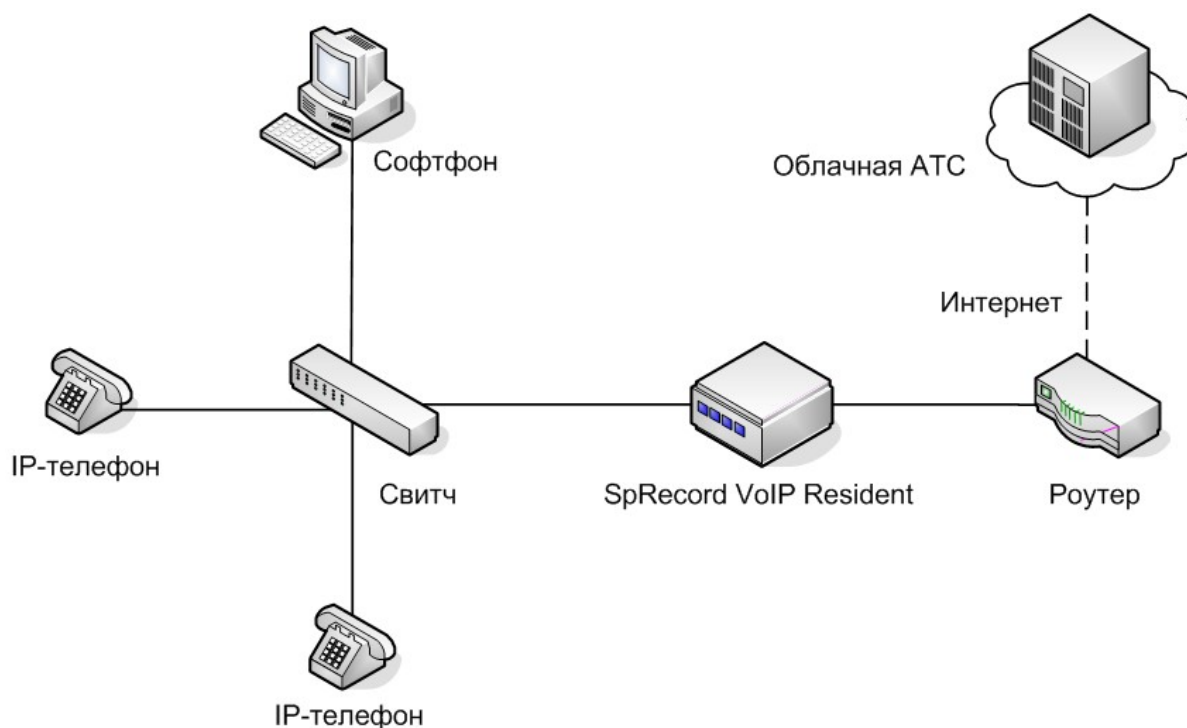 Софтфон
Облачная АТС
Интернет
IP-телефон
Свитч
SpRecord VoIP Resident
Роутер
IP-телефон